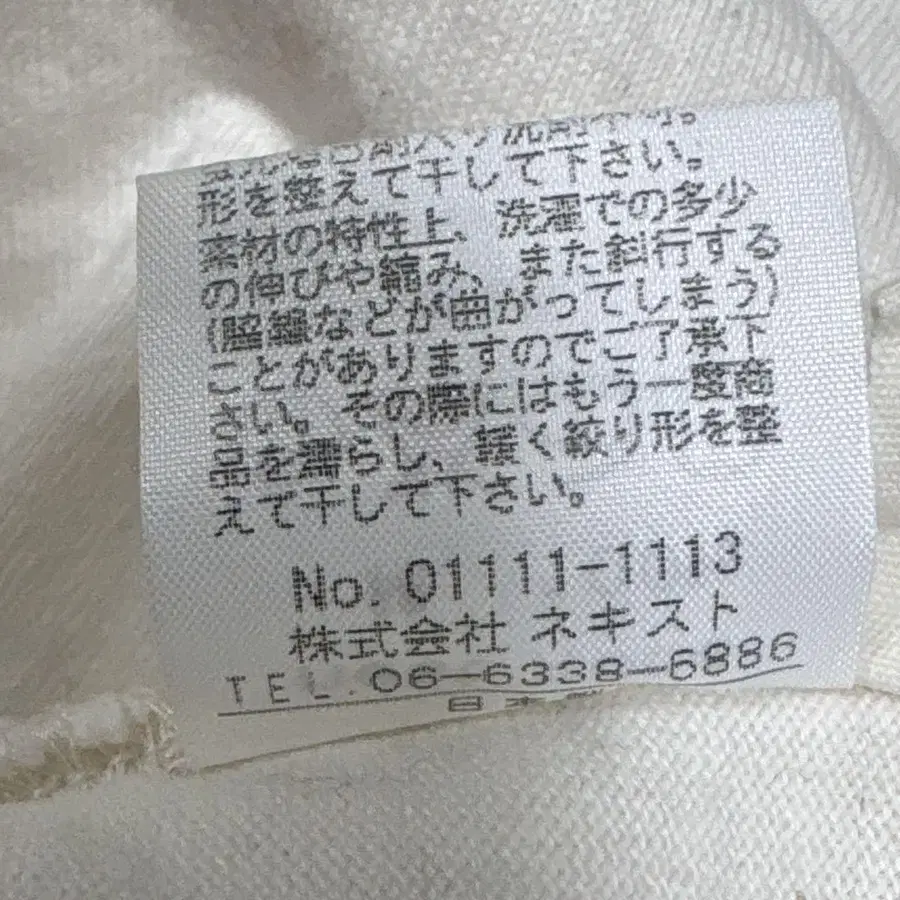 形を整えて干して下さい。
素材の特性上、洗濯での多少
の伸びや縮み、また斜行する
(脇線などが曲がってしまう)
ことがありますのでご了承下
さい。その際にはもう一度商
品を濡らし、緩く絞り形を整
えて干して下さい。
No. 01111-1113
株式会社 ネキスト
TEL.06-6338-6886
日本製